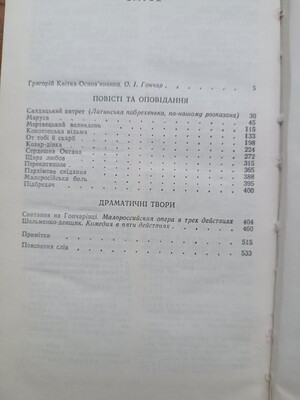 Григорій Квітка-Основ'яненко. О. І. Гончар 5
ПОВІСТІ ТА ОПОВІДАННЯ
Салдацький патрет (Латинська побрехенька, по-нашому розказана) 30
Маруся 45
Мертвецький великдень 115
Конотопська відьма 133
От тобі й скарб 198
Козир-дівка 224
Сердешна Оксана 272
Щира любов 315
Перекотиполе 365
Пархімове снідання 388
Малоросійська биль 395
Підбрехач 400
ДРАМАТИЧНІ ТВОРИ
Сватання на Гончарівці. Малороссийская опера в трех действиях 404
Шельменко-денщик. Комедия в пяти действиях 460
Примітки 515
Пояснення слів 533